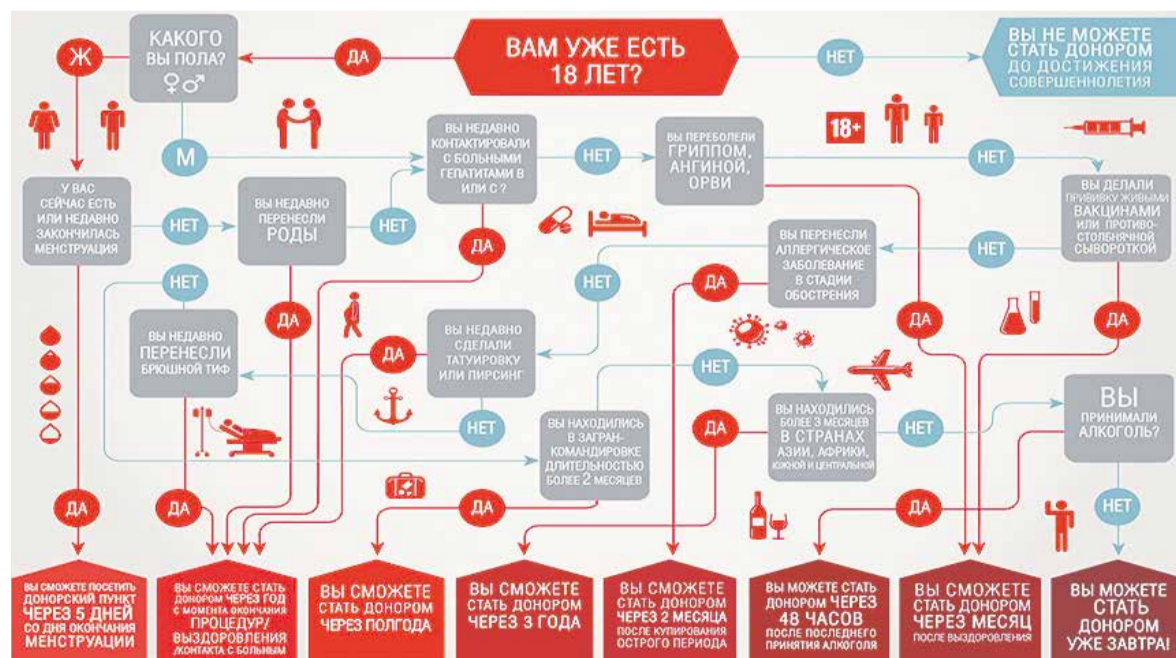 ВАМ УЖЕ ЕСТЬ
18 ЛЕТ?
ДА
НЕТ
ВЫ НЕ МОЖЕТЕ
СТАТЬ ДОНОРОМ
ДО ДОСТИЖЕНИЯ
СОВЕРШЕННОЛЕТИЯ
КАКОГО
ВЫ ПОЛА?
♀♂
Ж
М
18+
ВЫ НЕДАВНО
КОНТАКТИРОВАЛИ
С БОЛЬНЫМИ
ГЕПАТИТАМИ В
ИЛИ С ?
НЕТ
ДА
ВЫ ПЕРЕБОЛЕЛИ
ГРИППОМ,
АНГИНОЙ,
ОРВИ
НЕТ
ДА
У ВАС
СЕЙЧАС ЕСТЬ
ИЛИ НЕДАВНО
ЗАКОНЧИЛАСЬ
МЕНСТРУАЦИЯ
НЕТ
ДА
ВЫ НЕДАВНО
ПЕРЕНЕСЛИ
РОДЫ
НЕТ
ДА
ВЫ ДЕЛАЛИ
ПРИВИВКУ ЖИВЫМИ
ВАКЦИНАМИ
ИЛИ ПРОТИВО-
СТОЛБНЯЧНОЙ
СЫВОРОТКОЙ
НЕТ
ДА
ВЫ ПЕРЕНЕСЛИ
АЛЛЕРГИЧЕСКОЕ
ЗАБОЛЕВАНИЕ
В СТАДИИ
ОБОСТРЕНИЯ
НЕТ
ДА
ВЫ НЕДАВНО
СДЕЛАЛИ
ТАТУИРОВКУ
ИЛИ ПИРСИНГ
ДА
НЕТ
ВЫ НЕДАВНО
ПЕРЕНЕСЛИ
БРЮШНОЙ ТИФ
НЕТ
ДА
ВЫ НАХОДИЛИСЬ
В ЗАГРАН-
КОМАНДИРОВКЕ
ДЛИТЕЛЬНОСТЬЮ
БОЛЕЕ 2 МЕСЯЦЕВ
НЕТ
ДА
ВЫ НАХОДИЛИСЬ
БОЛЕЕ 3 МЕСЯЦЕВ
В СТРАНАХ
АЗИИ, АФРИКИ,
ЮЖНОЙ И ЦЕНТРАЛЬНОЙ
НЕТ
ДА
ВЫ
ПРИНИМАЛИ
АЛКОГОЛЬ?
ДА
НЕТ
ВЫ СМОЖЕТЕ ПОСЕТИТЬ
ДОНОРСКИЙ ПУНКТ
ЧЕРЕЗ 5 ДНЕЙ
СО ДНЯ ОКОНЧАНИЯ
МЕНСТРУАЦИИ
ВЫ СМОЖЕТЕ СТАТЬ
ДОНОРОМ ЧЕРЕЗ ГОД
С МОМЕНТА ОКОНЧАНИЯ
ПРОЦЕДУР/
ВЫЗДОРОВЛЕНИЯ
/КОНТАКТА С БОЛЬНЫМ
ВЫ СМОЖЕТЕ
СТАТЬ ДОНОРОМ
ЧЕРЕЗ ПОЛГОДА
ВЫ СМОЖЕТЕ
СТАТЬ ДОНОРОМ
ЧЕРЕЗ 3 ГОДА
ВЫ СМОЖЕТЕ
СТАТЬ ДОНОРОМ
ЧЕРЕЗ 2 МЕСЯЦА
ПОСЛЕ КУПИРОВАНИЯ
ОСТРОГО ПЕРИОДА
ВЫ МОЖЕТЕ СТАТЬ
ДОНОРОМ ЧЕРЕЗ
48 ЧАСОВ
ПОСЛЕ ПОСЛЕДНЕГО
ПРИНЯТИЯ АЛКОГОЛЯ
ВЫ СМОЖЕТЕ
СТАТЬ ДОНОРОМ
ЧЕРЕЗ МЕСЯЦ
ПОСЛЕ ВЫЗДОРОВЛЕНИЯ
ВЫ МОЖЕТЕ
СТАТЬ
ДОНОРОМ
УЖЕ ЗАВТРА!